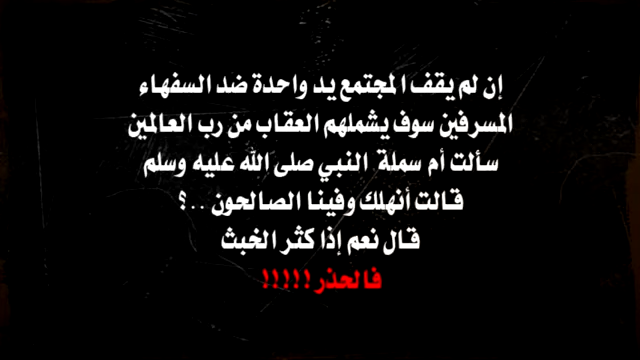 إن لم يقف المجتمع يد واحدة ضد السفهاء
المسرفين سوف يشملهم العقاب من رب العالمين
سألت أم سملة النبي صلى الله عليه وسلم
قالت أنهلك وفينا الصالحون ..؟
قال نعم إذا كثر الخبث
فالحذر !!!!!